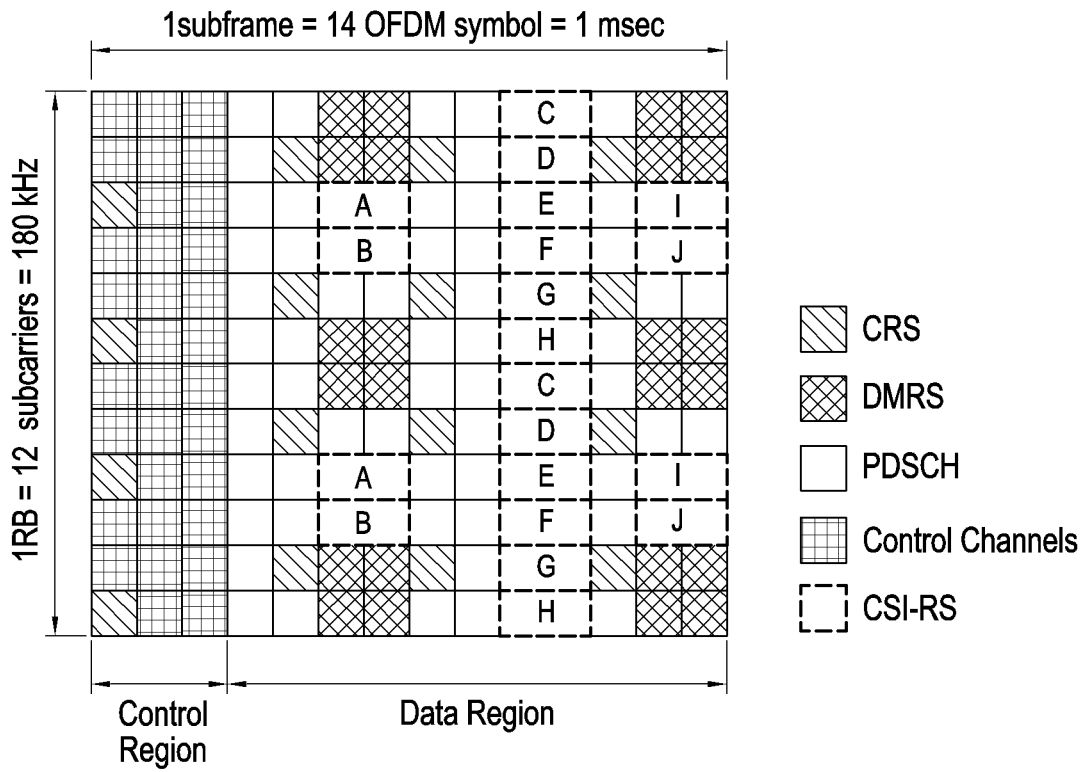 1subframe = 14 OFDM symbol = 1 msec
1RB = 12 subcarriers = 180 kHz
C
D
A E I
B F J
G
H
C
D
A E I
B F J
G
H
CRS
DMRS
PDSCH
Control Channels
CSI-RS
Control
Region
Data Region